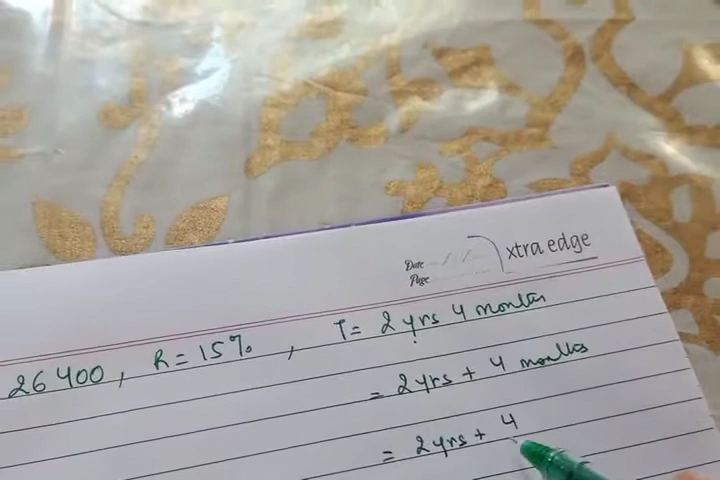 xtra edge
Date / /
Page
26400, R = 15%, T = 2 yrs 4 months
= 2 yrs + 4 months
= 2 yrs + 4